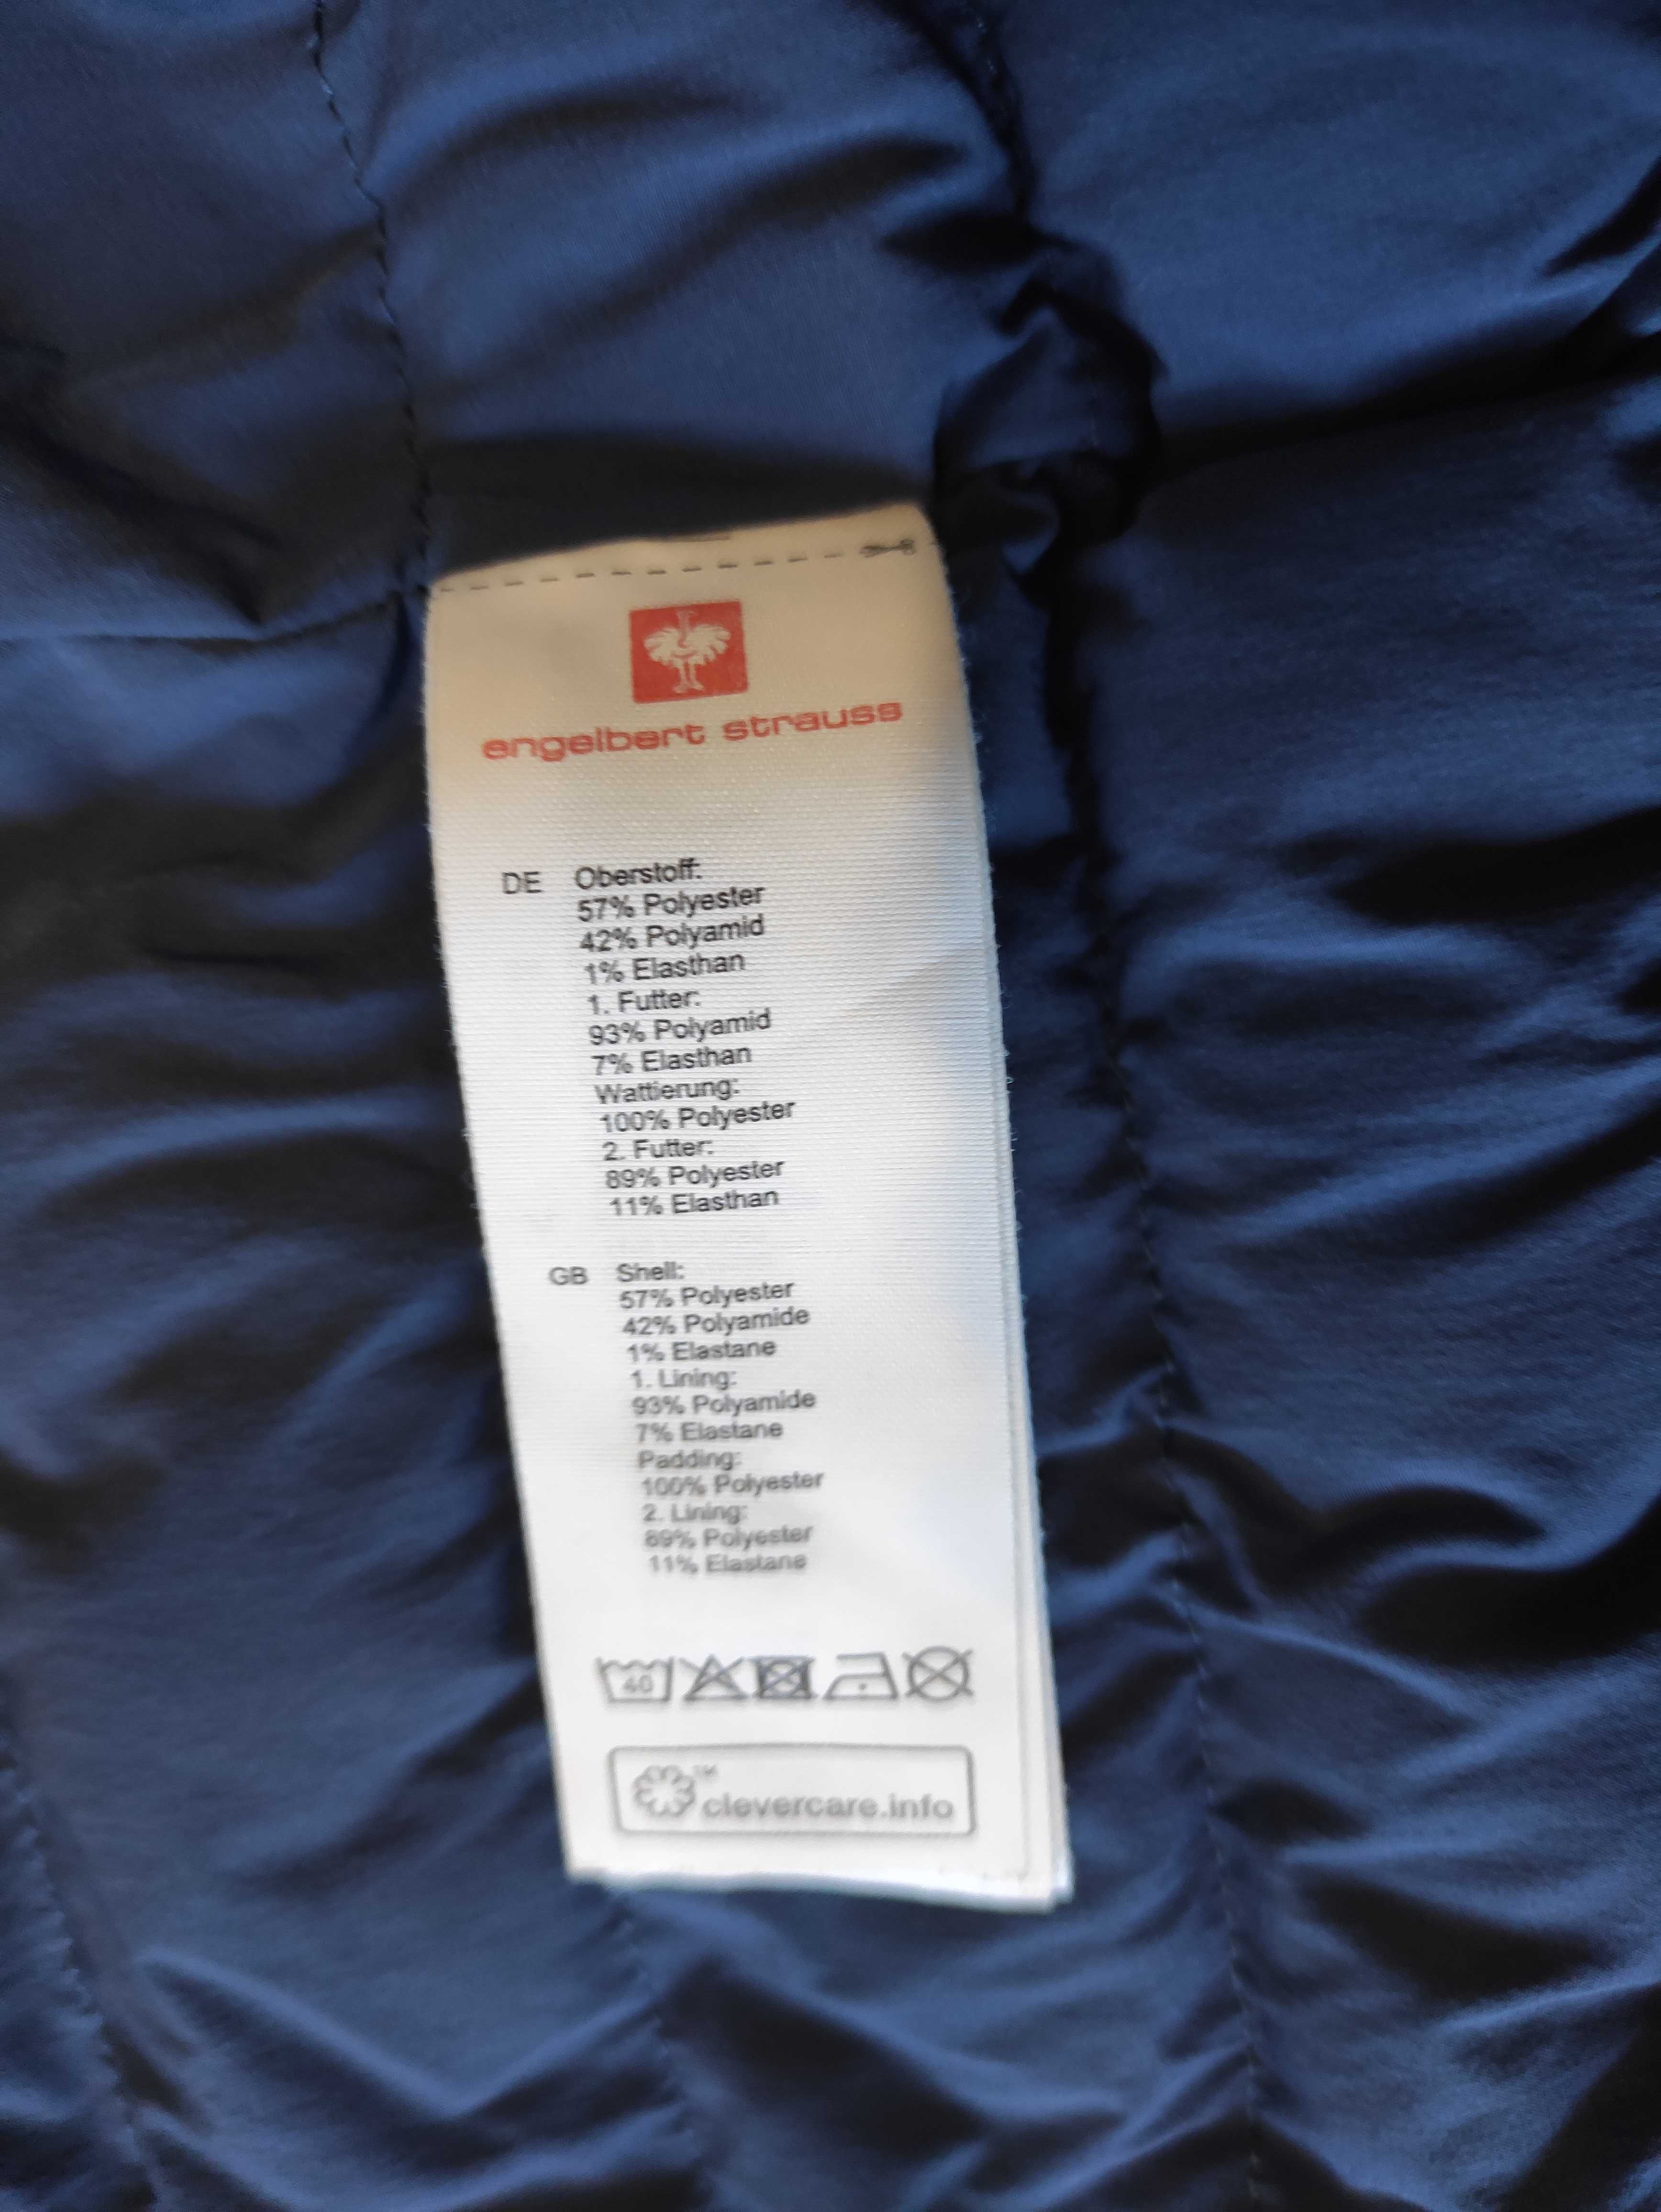 engelbert strauss
DE Oberstoff:
57% Polyester
42% Polyamid
1% Elasthan
1. Futter:
93% Polyamid
7% Elasthan
Wattierung:
100% Polyester
2. Futter:
89% Polyester
11% Elasthan
GB Shell:
57% Polyester
42% Polyamide
1% Elastane
1. Lining:
93% Polyamide
7% Elastane
Padding:
100% Polyester
2. Lining:
89% Polyester
11% Elastane
40
clevercare.info